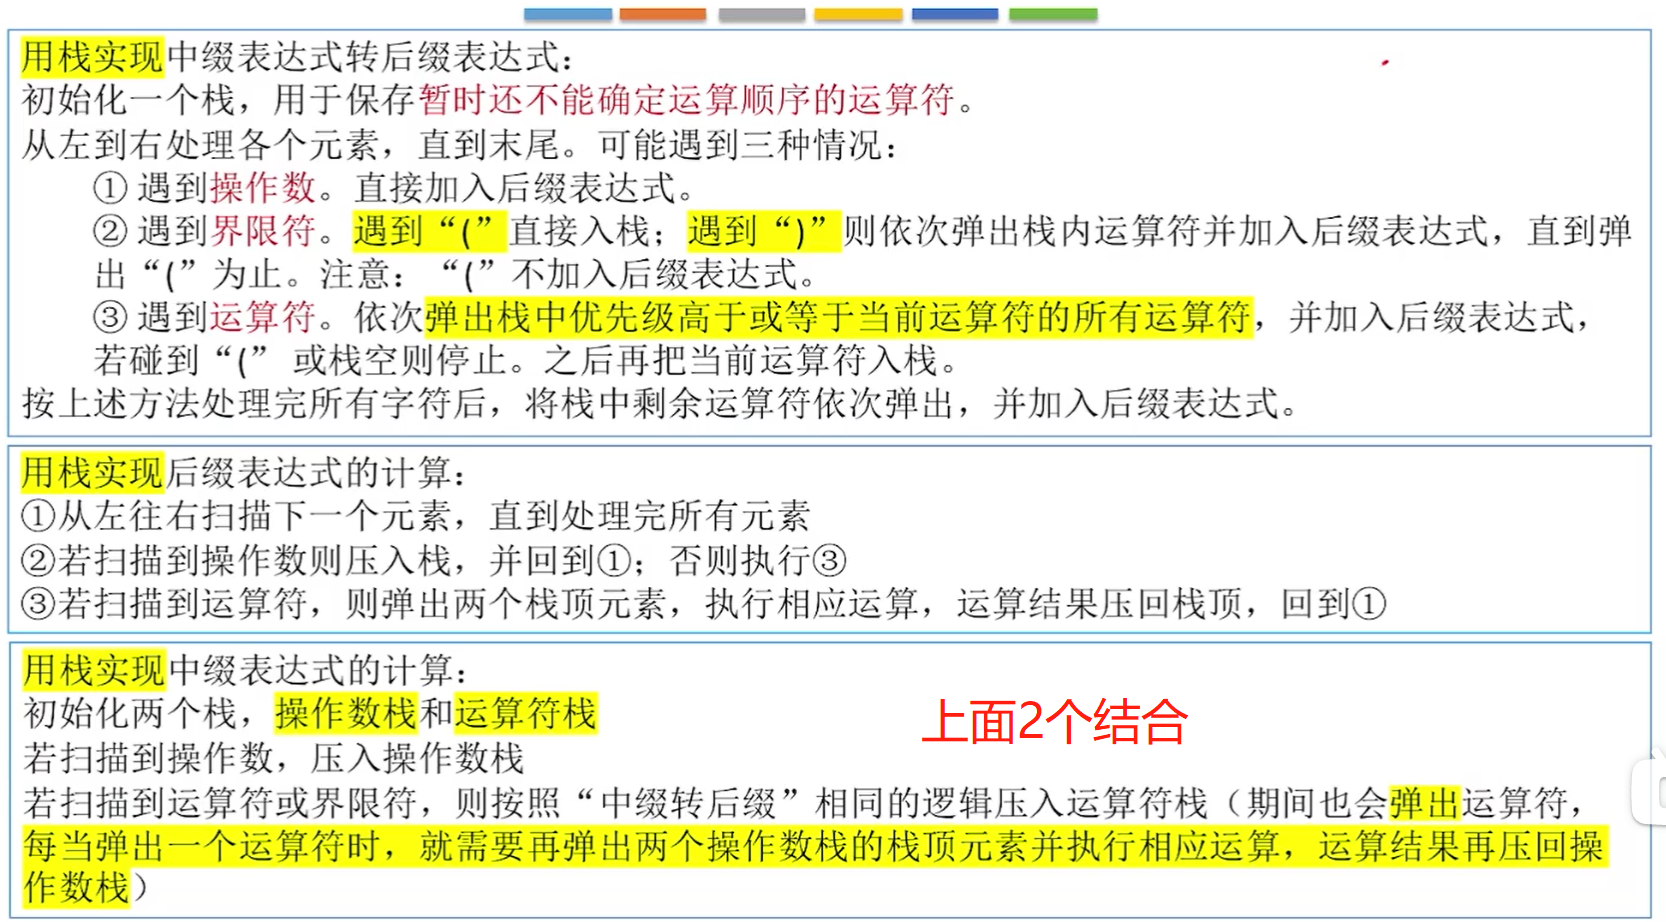 用栈实现中缀表达式转后缀表达式：
初始化一个栈，用于保存暂时还不能确定运算顺序的运算符。
从左到右处理各个元素，直到末尾。可能遇到三种情况：
① 遇到操作数。直接加入后缀表达式。
② 遇到界限符。遇到“(”直接入栈；遇到“)”则依次弹出栈内运算符并加入后缀表达式，直到弹
出“(”为止。注意：“(”不加入后缀表达式。
③ 遇到运算符。依次弹出栈中优先级高于或等于当前运算符的所有运算符，并加入后缀表达式，
若碰到“(” 或栈空则停止。之后再把当前运算符入栈。
按上述方法处理完所有字符后，将栈中剩余运算符依次弹出，并加入后缀表达式。
用栈实现后缀表达式的计算：
①从左往右扫描下一个元素，直到处理完所有元素
②若扫描到操作数则压入栈，并回到①；否则执行③
③若扫描到运算符，则弹出两个栈顶元素，执行相应运算，运算结果压回栈顶，回到①
用栈实现中缀表达式的计算：
初始化两个栈，操作数栈和运算符栈
上面2个结合
若扫描到操作数，压入操作数栈
若扫描到运算符或界限符，则按照“中缀转后缀”相同的逻辑压入运算符栈（期间也会弹出运算符，
每当弹出一个运算符时，就需要再弹出两个操作数栈的栈顶元素并执行相应运算，运算结果再压回操
作数栈）